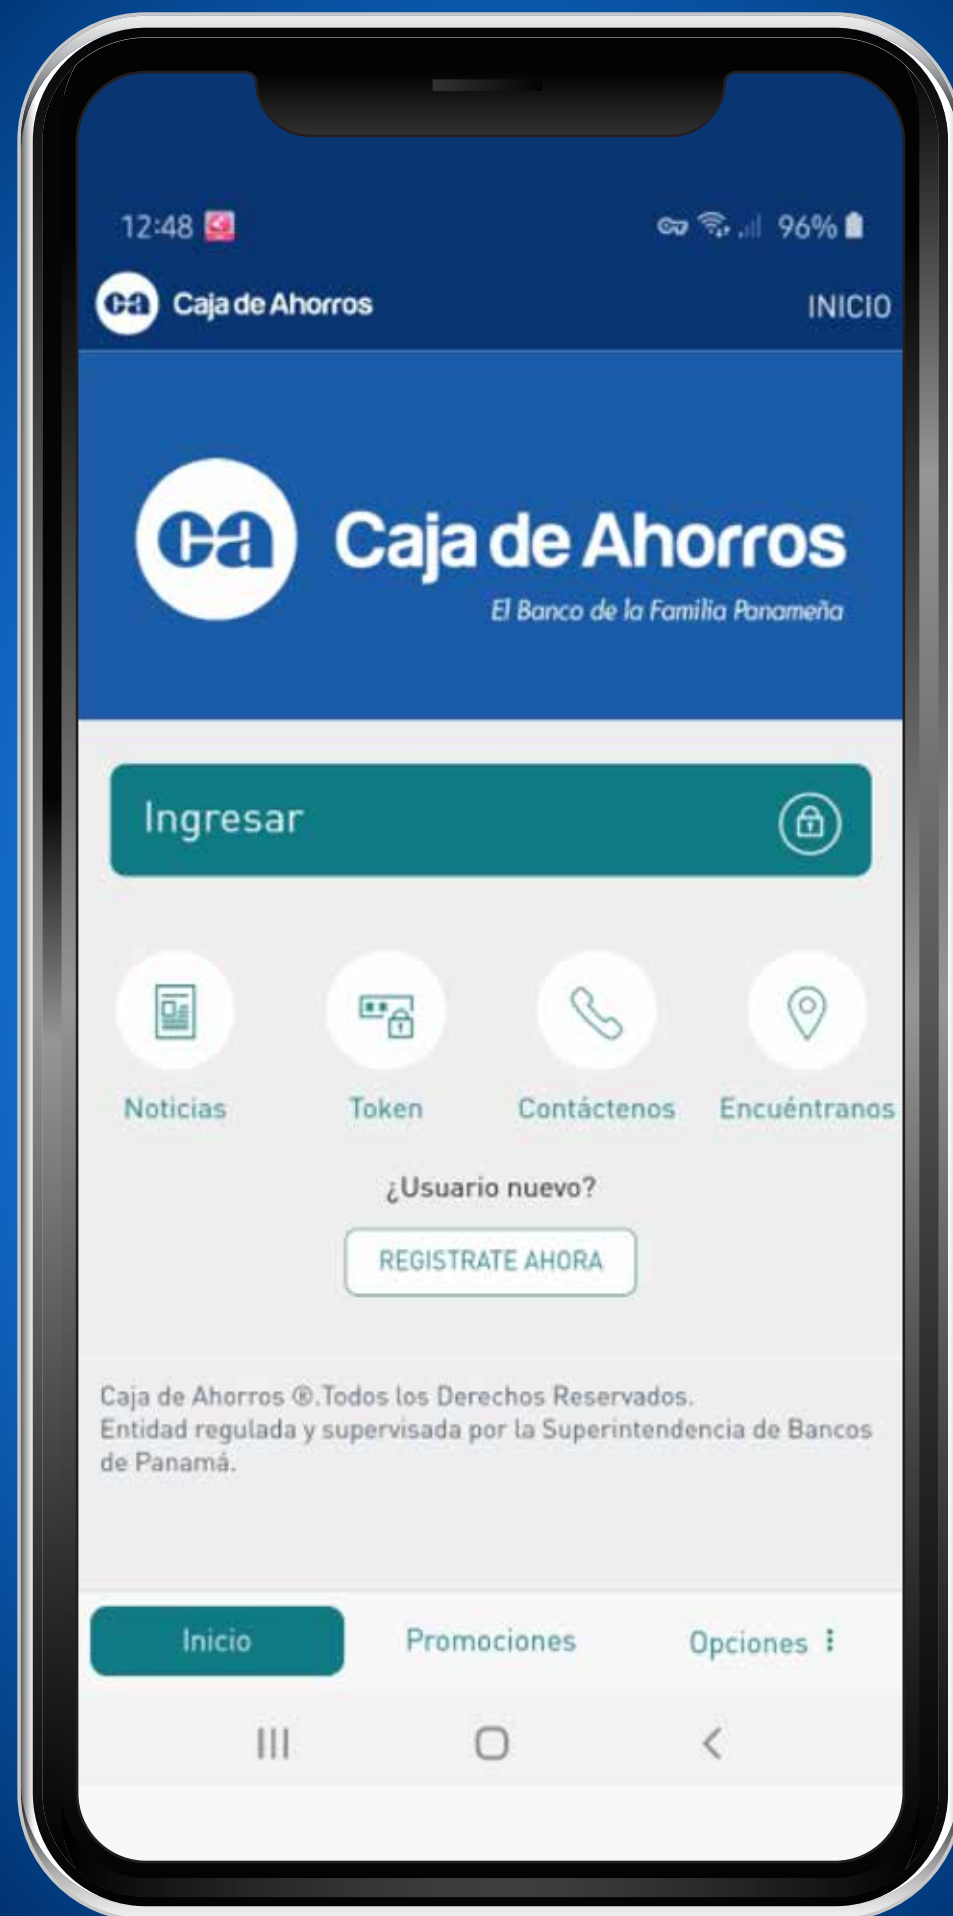 12:48
96%
ca Caja de Ahorros
INICIO
ca Caja de Ahorros
El Banco de la Familia Panameña
Ingresar
Noticias
Token
Contáctenos
Encuéntranos
¿Usuario nuevo?
REGISTRATE AHORA
Caja de Ahorros ®.Todos los Derechos Reservados.
Entidad regulada y supervisada por la Superintendencia de Bancos
de Panamá.
Inicio
Promociones
Opciones